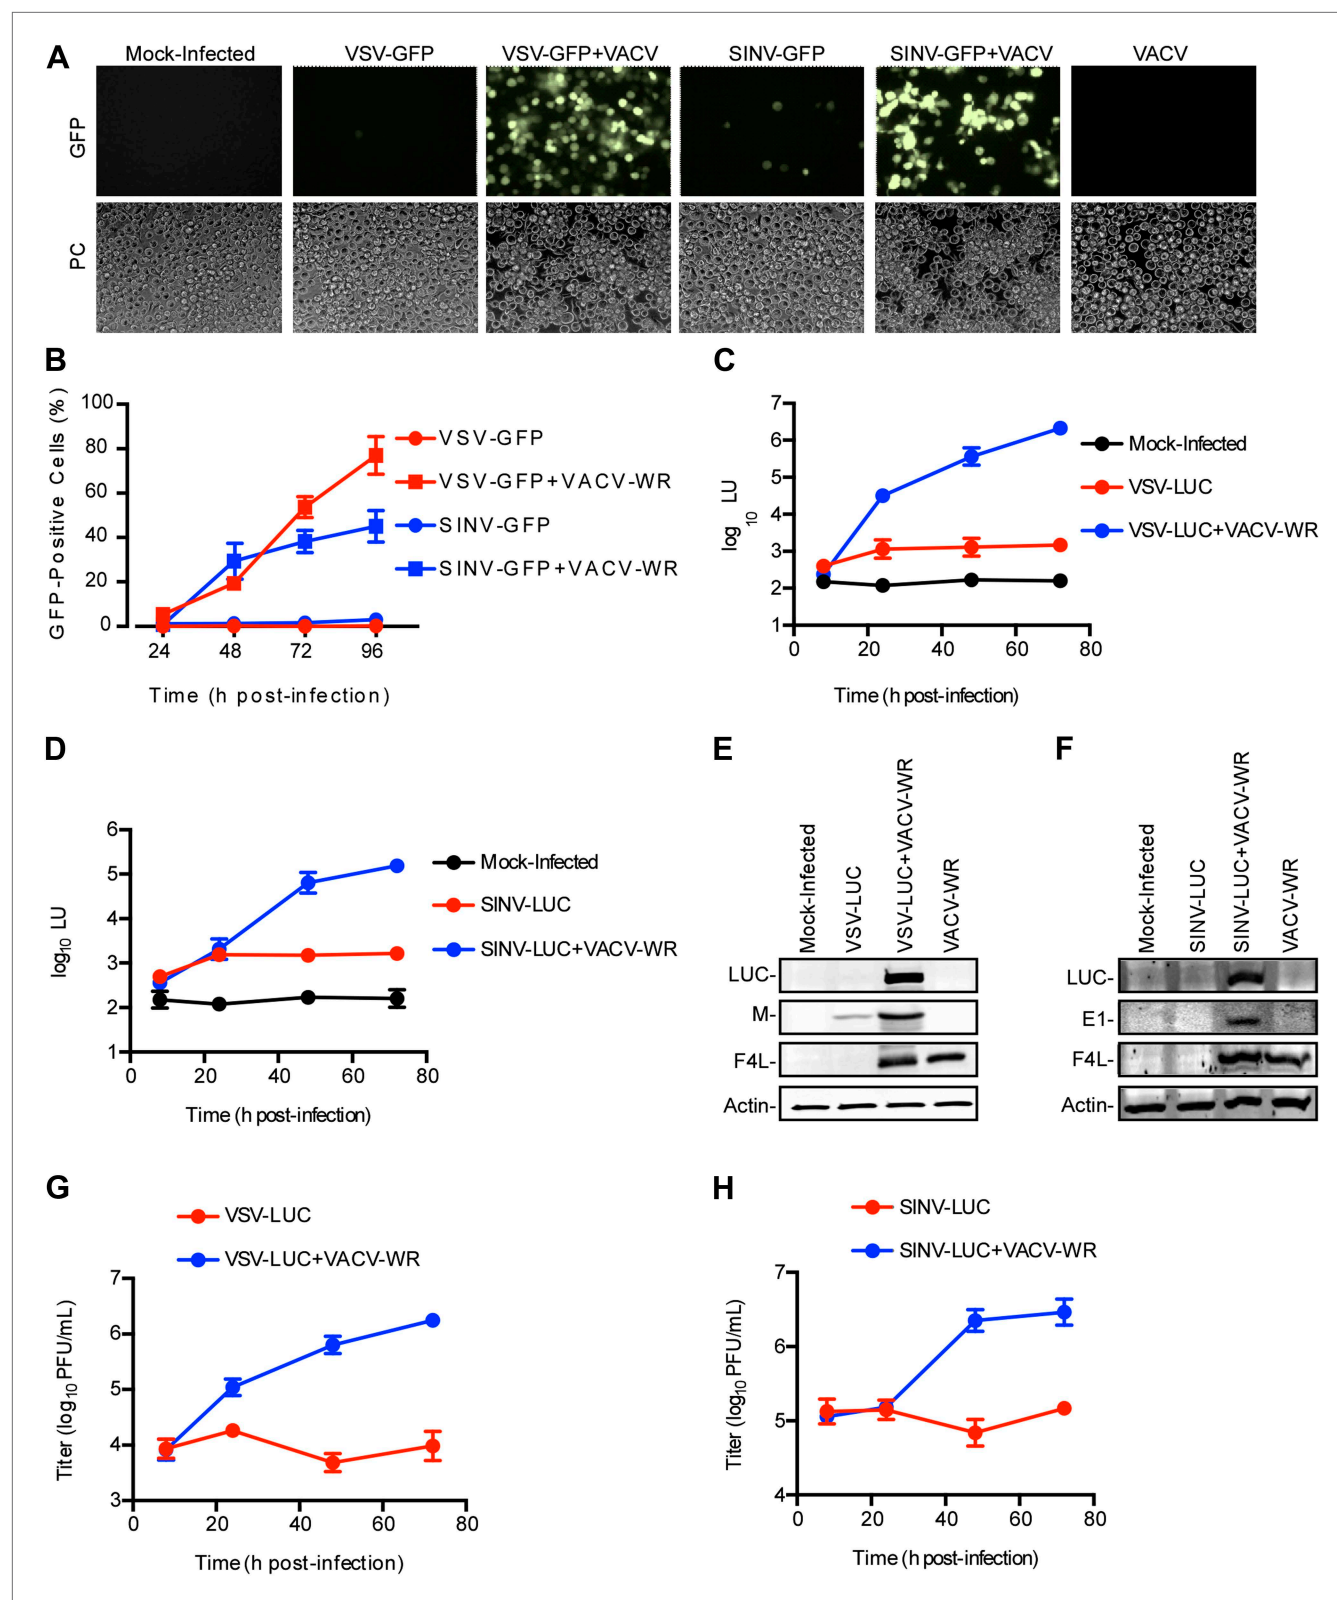 A
Mock-Infected VSV-GFP VSV-GFP+VACV SINV-GFP SINV-GFP+VACV VACV
GFP
PC
B
GFP-Positive Cells (%)
100
80
60
40
20
0
24 48 72 96
Time (h post-infection)
VSV-GFP
VSV-GFP+VACV-WR
SINV-GFP
SINV-GFP+VACV-WR
C
log10 LU
7
6
5
4
3
2
1
0 20 40 60 80
Time (h post-infection)
Mock-Infected
VSV-LUC
VSV-LUC+VACV-WR
D
log10 LU
6
5
4
3
2
1
0 20 40 60 80
Time (h post-infection)
Mock-Infected
SINV-LUC
SINV-LUC+VACV-WR
E
Mock-Infected
VSV-LUC
VSV-LUC+VACV-WR
VACV-WR
LUC-
M-
F4L-
Actin-
F
Mock-Infected
SINV-LUC
SINV-LUC+VACV-WR
VACV-WR
LUC-
E1-
F4L-
Actin-
G
VSV-LUC
VSV-LUC+VACV-WR
Titer (log10 PFU/mL)
7
6
5
4
3
0 20 40 60 80
Time (h post-infection)
H
SINV-LUC
SINV-LUC+VACV-WR
Titer (log10 PFU/mL)
7
6
5
4
0 20 40 60 80
Time (h post-infection)